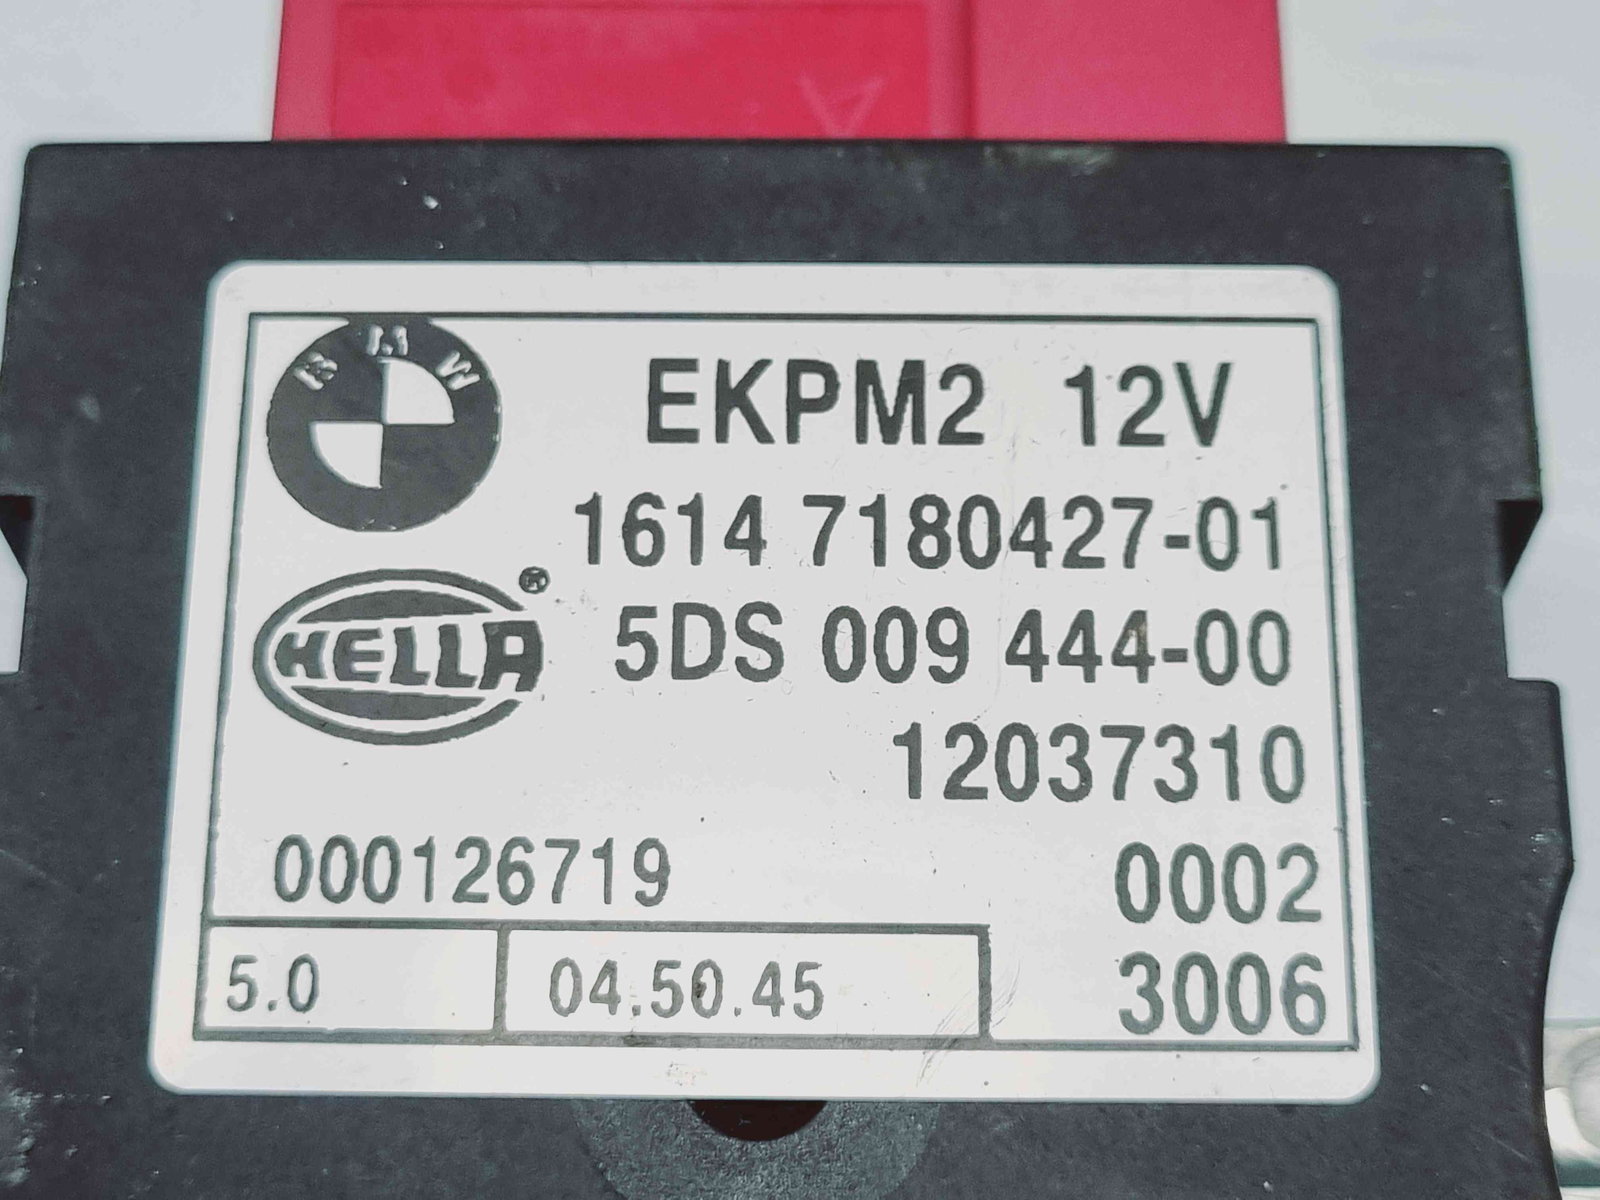 BMW
EKPM2 12V
1614 7180427-01
HELLA®
5DS 009 444-00
12037310
000126719
0002
5.0
04.50.45
3006